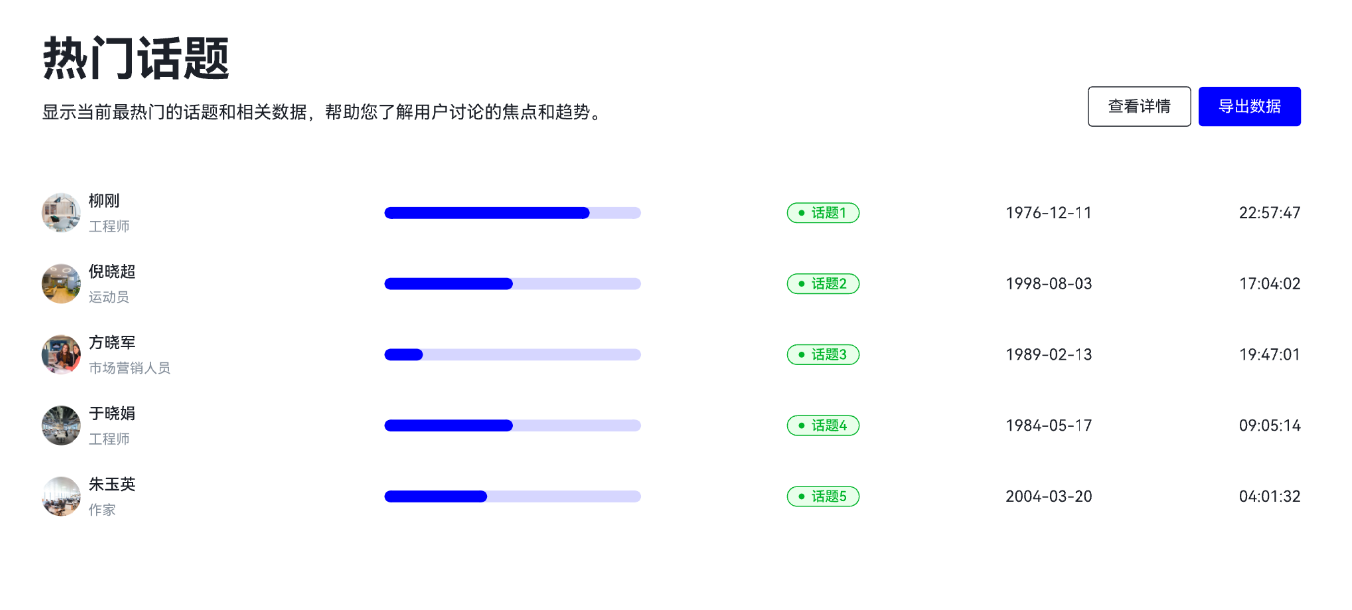 热门话题
显示当前最热门的话题和相关数据，帮助您了解用户讨论的焦点和趋势。
查看详情 导出数据
柳刚
工程师
话题1 1976-12-11 22:57:47
倪晓超
运动员
话题2 1998-08-03 17:04:02
方晓军
市场营销人员
话题3 1989-02-13 19:47:01
于晓娟
工程师
话题4 1984-05-17 09:05:14
朱玉英
作家
话题5 2004-03-20 04:01:32